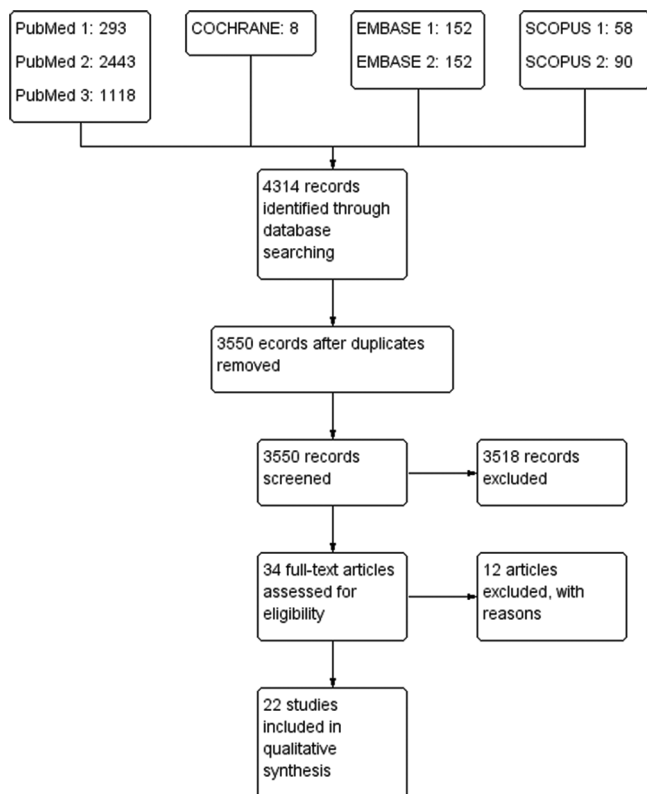 PubMed 1: 293
PubMed 2: 2443
PubMed 3: 1118
COCHRANE: 8
EMBASE 1: 152
EMBASE 2: 152
SCOPUS 1: 58
SCOPUS 2: 90
4314 records
identified through
database
searching
3550 ecords after duplicates
removed
3550 records
screened
3518 records
excluded
34 full-text articles
assessed for
eligibility
12 articles
excluded, with
reasons
22 studies
included in
qualitative
synthesis